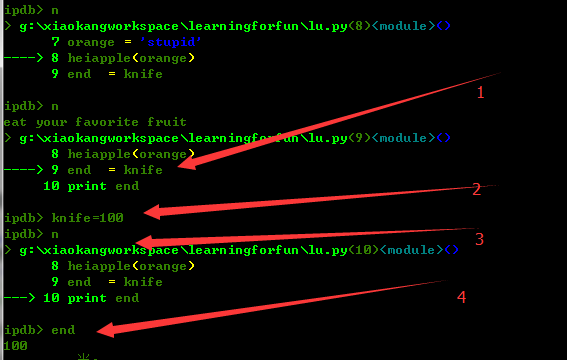 ipdb> n
> g:\xiaokangworkspace\learningforfun\lu.py(8)<module>()
7 orange = 'stupid'
----> 8 heiapple(orange)
9 end  = knife
ipdb> n
eat your favorite fruit
1
> g:\xiaokangworkspace\learningforfun\lu.py(9)<module>()
8 heiapple(orange)
----> 9 end  = knife
10 print end
2
ipdb> knife=100
ipdb> n
3
> g:\xiaokangworkspace\learningforfun\lu.py(10)<module>()
8 heiapple(orange)
9 end  = knife
---> 10 print end
4
ipdb> end
100